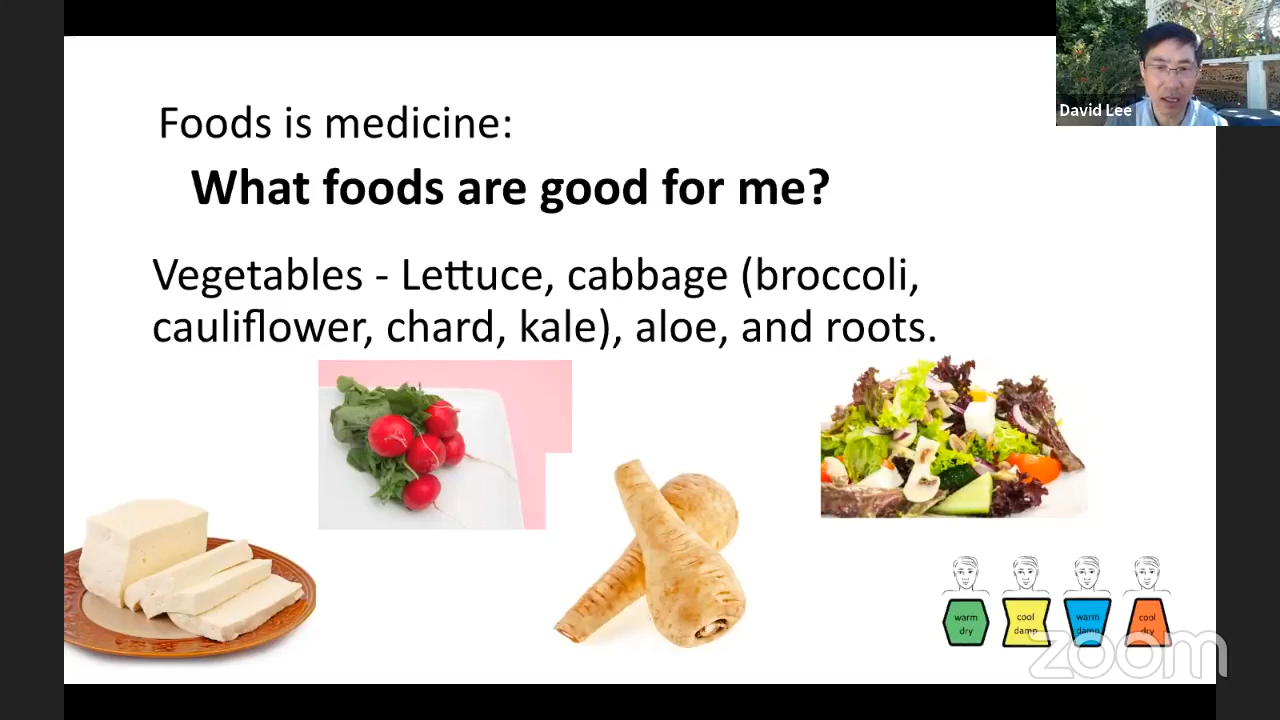 David Lee
Foods is medicine:
What foods are good for me?
Vegetables - Lettuce, cabbage (broccoli,
cauliflower, chard, kale), aloe, and roots.
warm
dry
cool
damp
warm
damp
cool
dry
zoom